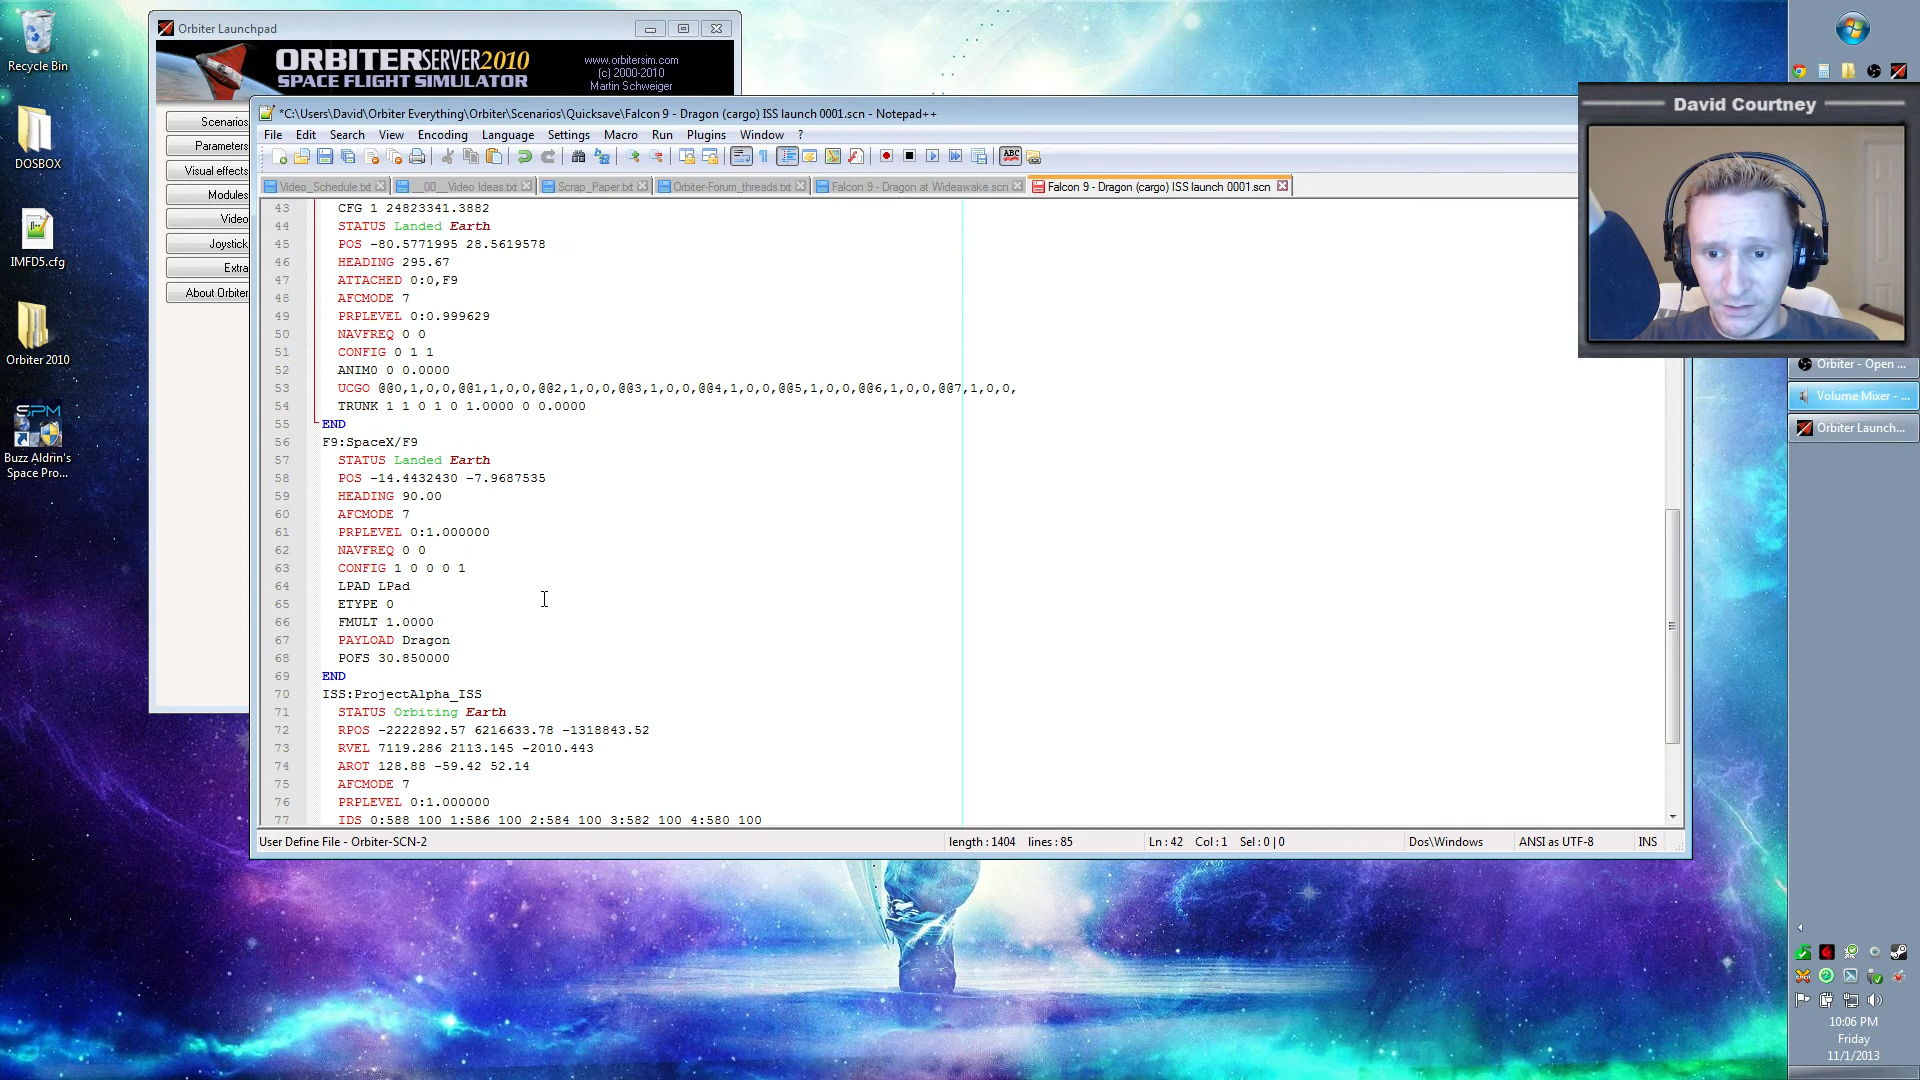 Recycle Bin
DOSBOX
IMFD5.cfg
Orbiter 2010
SPM
Buzz Aldrin's
Space Pro...
Orbiter Launchpad
ORBITERSERVER2010
SPACE FLIGHT SIMULATOR
www.orbitersim.com
(c) 2000-2010
Martin Schweiger
Scenarios
Parameters
Visual effects
Modules
Video
Joystick
Extra
About Orbiter
*C:\Users\David\Orbiter Everything\Orbiter\Scenarios\Quicksave\Falcon 9 - Dragon (cargo) ISS launch 0001.scn - Notepad++
File Edit Search View Encoding Language Settings Macro Run Plugins Window ?
Video_Schedule.txt __00__Video Ideas.txt Scrap_Paper.txt Orbiter-Forum_threads.txt Falcon 9 - Dragon at Wideawake.scn Falcon 9 - Dragon (cargo) ISS launch 0001.scn
43 CFG 1 24823341.3882
44 STATUS Landed Earth
45 POS -80.5771995 28.5619578
46 HEADING 295.67
47 ATTACHED 0:0,F9
48 AFCMODE 7
49 PRPLEVEL 0:0.999629
50 NAVFREQ 0 0
51 CONFIG 0 1 1
52 ANIM0 0 0.0000
53 UCGO @@0,1,0,0,@@1,1,0,0,@@2,1,0,0,@@3,1,0,0,@@4,1,0,0,@@5,1,0,0,@@6,1,0,0,@@7,1,0,0,
54 TRUNK 1 1 0 1 0 1.0000 0 0.0000
55 END
56 F9:SpaceX/F9
57 STATUS Landed Earth
58 POS -14.4432430 -7.9687535
59 HEADING 90.00
60 AFCMODE 7
61 PRPLEVEL 0:1.000000
62 NAVFREQ 0 0
63 CONFIG 1 0 0 0 1
64 LPAD LPad
65 ETYPE 0
66 FMULT 1.0000
67 PAYLOAD Dragon
68 POFS 30.850000
69 END
70 ISS:ProjectAlpha_ISS
71 STATUS Orbiting Earth
72 RPOS -2222892.57 6216633.78 -1318843.52
73 RVEL 7119.286 2113.145 -2010.443
74 AROT 128.88 -59.42 52.14
75 AFCMODE 7
76 PRPLEVEL 0:1.000000
77 IDS 0:588 100 1:586 100 2:584 100 3:582 100 4:580 100
User Define File - Orbiter-SCN-2 length : 1404 lines : 85 Ln : 42 Col : 1 Sel : 0 | 0 Dos\Windows ANSI as UTF-8 INS
David Courtney
Orbiter - Open ...
Volume Mixer - ...
Orbiter Launch...
10:06 PM
Friday
11/1/2013